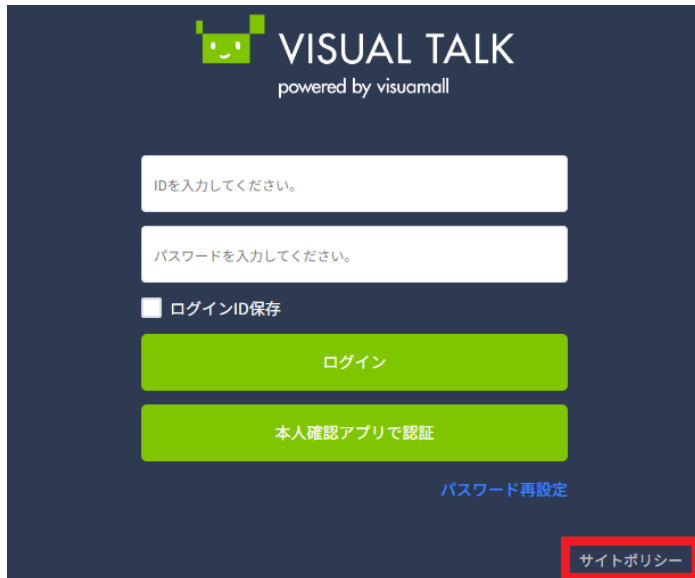 VISUAL TALK
powered by visuamall
IDを入力してください。
パスワードを入力してください。
ログインID保存
ログイン
本人確認アプリで認証
パスワード再設定
サイトポリシー